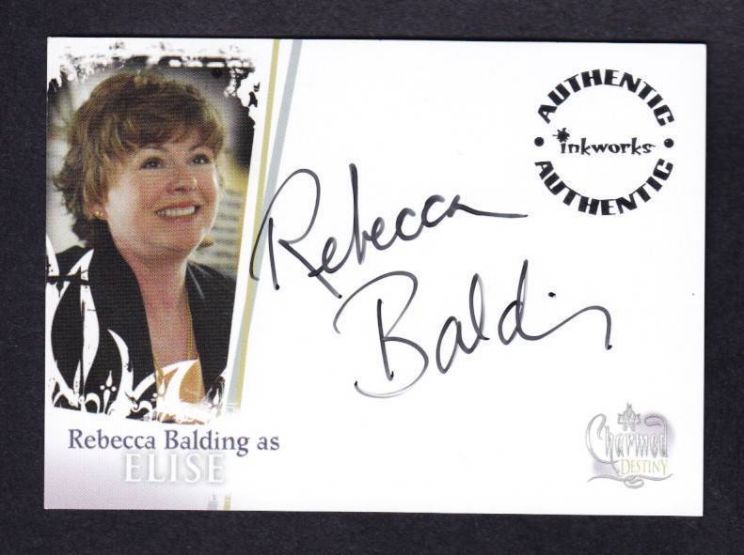 AUTHENTIC
inkworks
AUTHENTIC
Rebecca
Balding
Rebecca Balding as
ELISE
Charmed
DESTINY